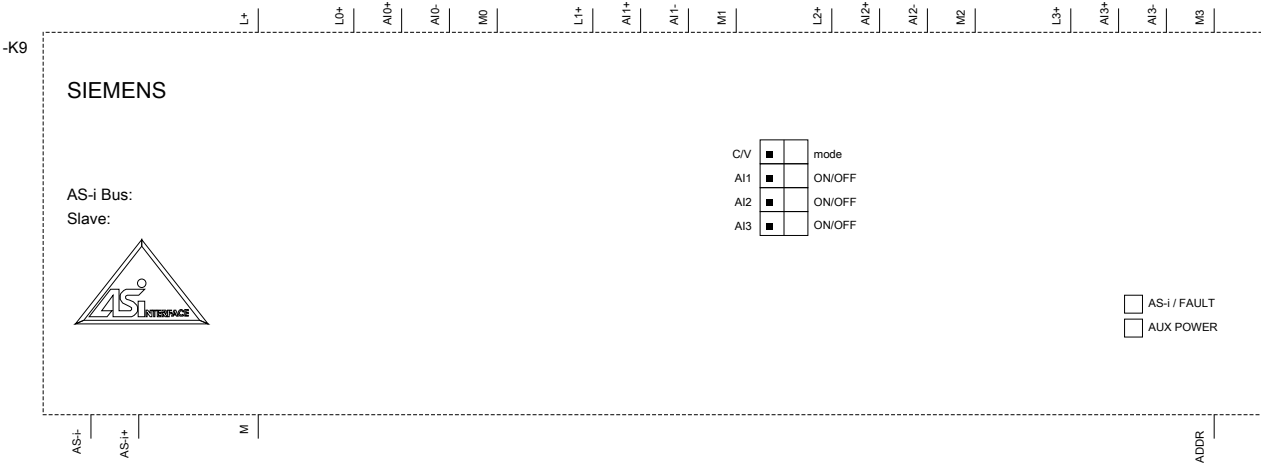 L+ L0+ AI0+ AI0- M0 L1+ AI1+ AI1- M1 L2+ AI2+ AI2- M2 L3+ AI3+ AI3- M3
-K9
SIEMENS
C/V mode
AI1 ON/OFF
AI2 ON/OFF
AI3 ON/OFF
AS-i Bus:
Slave:
ASi INTERFACE
AS-i / FAULT
AUX POWER
AS-i- AS-i+ M ADDR